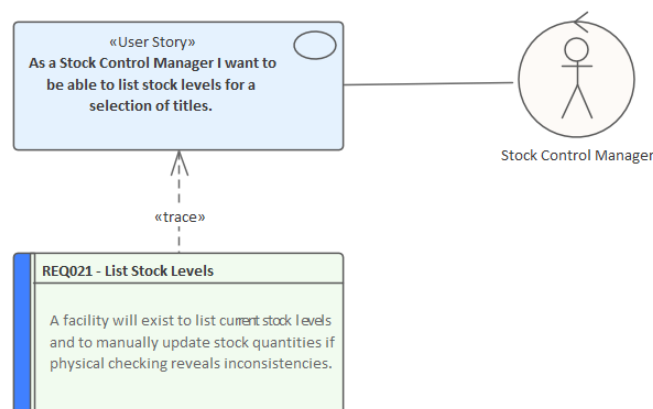 «User Story»
As a Stock Control Manager I want to
be able to list stock levels for a
selection of titles.
Stock Control Manager
«trace»
REQ021 - List Stock Levels
A facility will exist to list current stock levels
and to manually update stock quantities if
physical checking reveals inconsistencies.